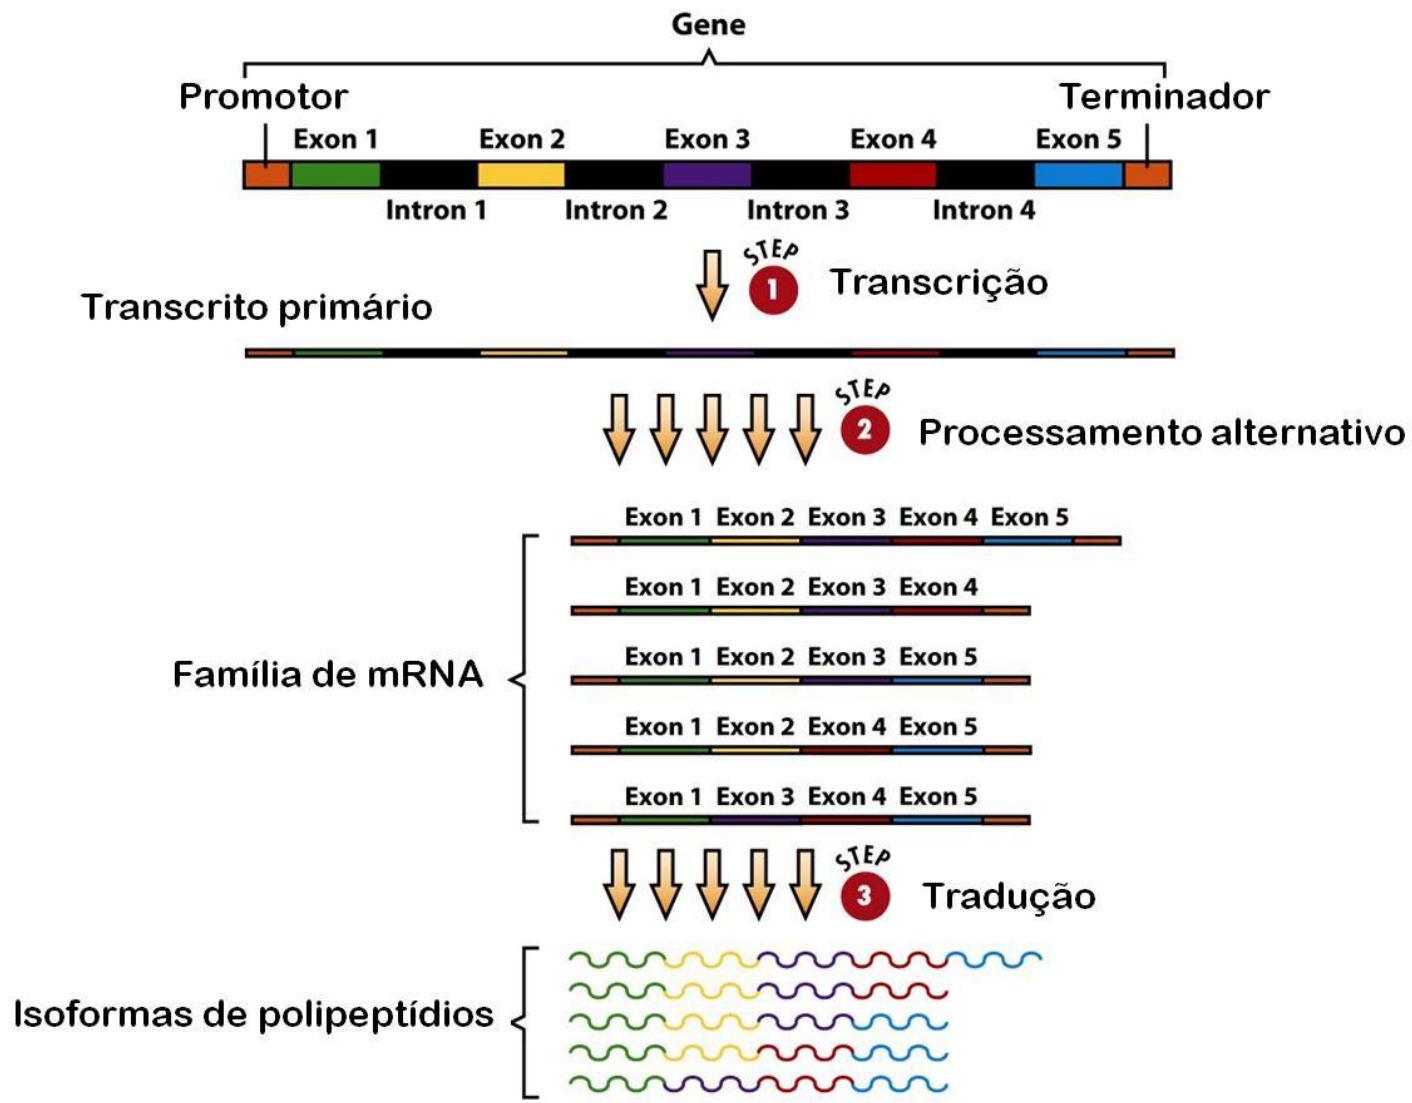 Gene
Promotor
Terminador
Exon 1 Exon 2 Exon 3 Exon 4 Exon 5
Intron 1 Intron 2 Intron 3 Intron 4
STEP 1 Transcrição
Transcrito primário
STEP 2 Processamento alternativo
Exon 1 Exon 2 Exon 3 Exon 4 Exon 5
Exon 1 Exon 2 Exon 3 Exon 4
Exon 1 Exon 2 Exon 3 Exon 5
Família de mRNA
Exon 1 Exon 2 Exon 4 Exon 5
Exon 1 Exon 3 Exon 4 Exon 5
STEP 3 Tradução
Isoformas de polipeptídios